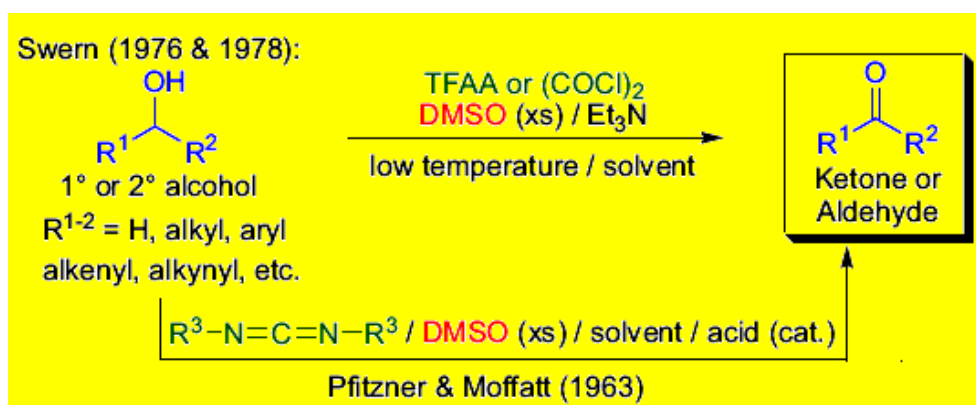 Swern (1976 & 1978):
OH
R¹ R²
1° or 2° alcohol
R¹⁻² = H, alkyl, aryl
alkenyl, alkynyl, etc.
TFAA or (COCl)₂
DMSO (xs) / Et₃N
low temperature / solvent
O
R¹ R²
Ketone or
Aldehyde
R³–N=C=N–R³ / DMSO (xs) / solvent / acid (cat.)
Pfitzner & Moffatt (1963)